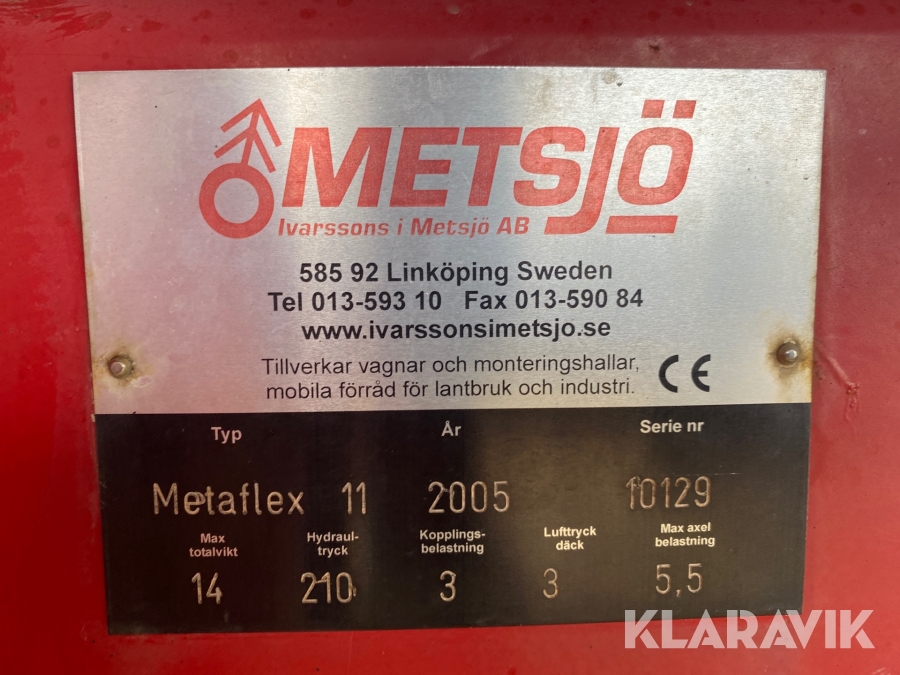 METSJÖ
Ivarssons i Metsjö AB
585 92 Linköping Sweden
Tel 013-593 10 Fax 013-590 84
www.ivarssonsimetsjo.se
Tillverkar vagnar och monteringshallar,
mobila förråd för lantbruk och industri.
CE
Typ År Serie nr
Metaflex 11 2005 10129
Max totalvikt
Hydraul-
tryck
Kopplings-
belastning
Lufttryck
däck
Max axel
belastning
14 210 3 3 5,5
KLARAVIK